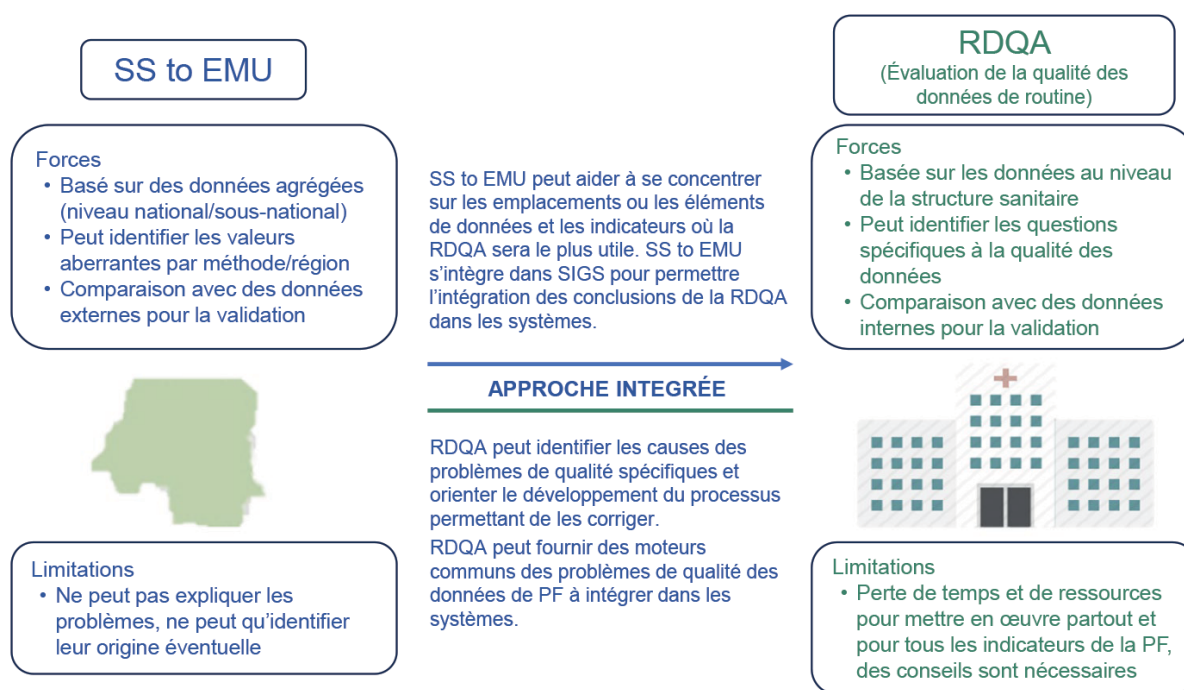 SS to EMU
Forces
• Basé sur des données agrégées
(niveau national/sous-national)
• Peut identifier les valeurs
aberrantes par méthode/région
• Comparaison avec des données
externes pour la validation
Limitations
• Ne peut pas expliquer les
problèmes, ne peut qu’identifier
leur origine éventuelle
SS to EMU peut aider à se concentrer
sur les emplacements ou les éléments
de données et les indicateurs où la
RDQA sera le plus utile. SS to EMU
s’intègre dans SIGS pour permettre
l’intégration des conclusions de la RDQA
dans les systèmes.
APPROCHE INTEGRÉE
RDQA peut identifier les causes des
problèmes de qualité spécifiques et
orienter le développement du processus
permettant de les corriger.
RDQA peut fournir des moteurs
communs des problèmes de qualité des
données de PF à intégrer dans les
systèmes.
RDQA
(Évaluation de la qualité des
données de routine)
Forces
• Basée sur les données au niveau
de la structure sanitaire
• Peut identifier les questions
spécifiques à la qualité des
données
• Comparaison avec des données
internes pour la validation
Limitations
• Perte de temps et de ressources
pour mettre en œuvre partout et
pour tous les indicateurs de la PF,
des conseils sont nécessaires